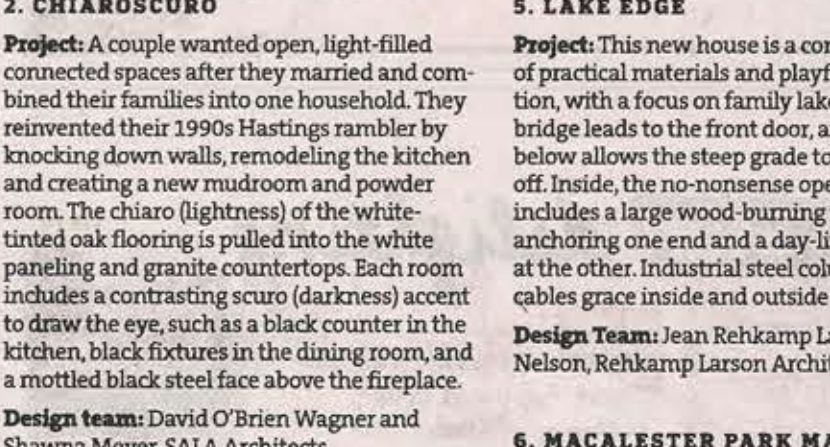 2. CHIAROSCURO
Project: A couple wanted open, light-filled
connected spaces after they married and com-
bined their families into one household. They
reinvented their 1990s Hastings rambler by
knocking down walls, remodeling the kitchen
and creating a new mudroom and powder
room. The chiaro (lightness) of the white-
tinted oak flooring is pulled into the white
paneling and granite countertops. Each room
includes a contrasting scuro (darkness) accent
to draw the eye, such as a black counter in the
kitchen, black fixtures in the dining room, and
a mottled black steel face above the fireplace.
Design team: David O'Brien Wagner and
Shawna Meyer, SALA Architects
5. LAKE EDGE
Project: This new house is a con
of practical materials and playf
tion, with a focus on family lake
bridge leads to the front door, a
below allows the steep grade to
off. Inside, the no-nonsense ope
includes a large wood-burning
anchoring one end and a day-li
at the other. Industrial steel colu
cables grace inside and outside
Design Team: Jean Rehkamp La
Nelson, Rehkamp Larson Archit
6. MACALESTER PARK MA